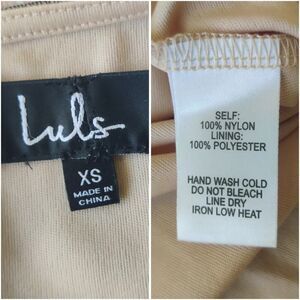 Lulus
XS
MADE IN
CHINA
SELF:
100% NYLON
LINING:
100% POLYESTER
HAND WASH COLD
DO NOT BLEACH
LINE DRY
IRON LOW HEAT